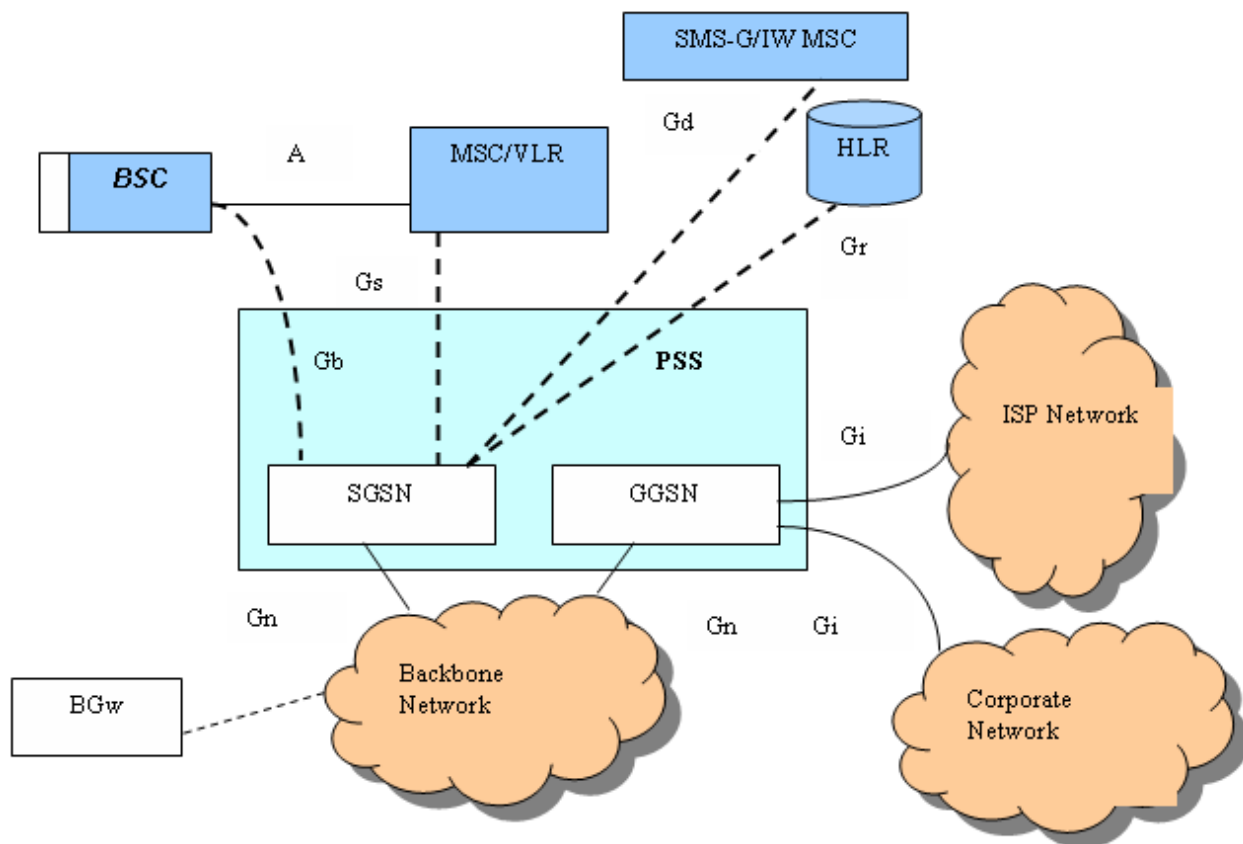 SMS-G/IW MSC
Gd
A
MSC/VLR
HLR
BSC
Gr
Gs
Gb
PSS
ISP Network
Gi
SGSN
GGSN
Gn
Gn
Gi
Backbone
Network
BGw
Corporate
Network